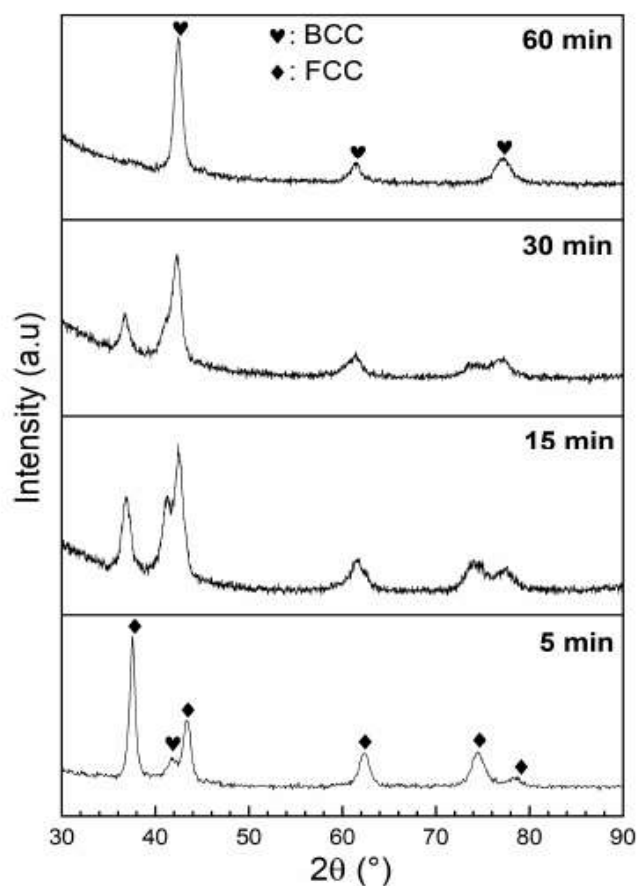 ♥: BCC
♦: FCC
60 min
30 min
15 min
5 min
Intensity (a.u)
30 40 50 60 70 80 90
2θ (°)